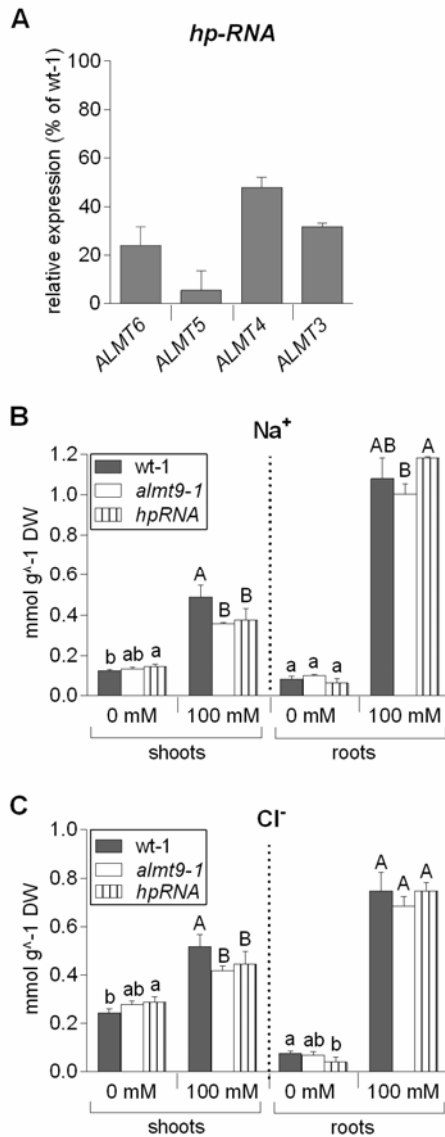 A
hp-RNA
relative expression (% of wt-1)
100
80
60
40
20
0
ALMT6
ALMT5
ALMT4
ALMT3
B
Na+
wt-1
almt9-1
hpRNA
mmol g^-1 DW
1.2
1.0
0.8
0.6
0.4
0.2
0.0
b ab a
A B B
a a a
AB B A
0 mM 100 mM 0 mM 100 mM
shoots roots
C
Cl-
wt-1
almt9-1
hpRNA
mmol g^-1 DW
1.0
0.8
0.6
0.4
0.2
0.0
b ab a
A B B
a ab b
A A A
0 mM 100 mM 0 mM 100 mM
shoots roots